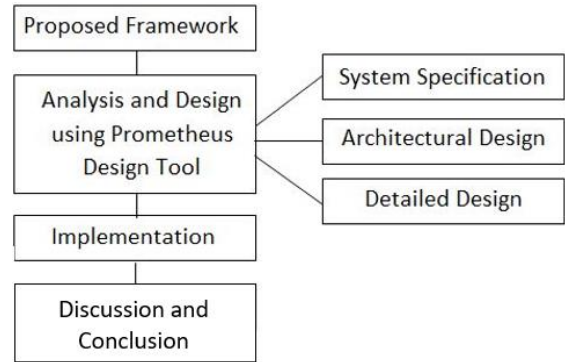 Proposed Framework
Analysis and Design
using Prometheus
Design Tool
System Specification
Architectural Design
Detailed Design
Implementation
Discussion and
Conclusion